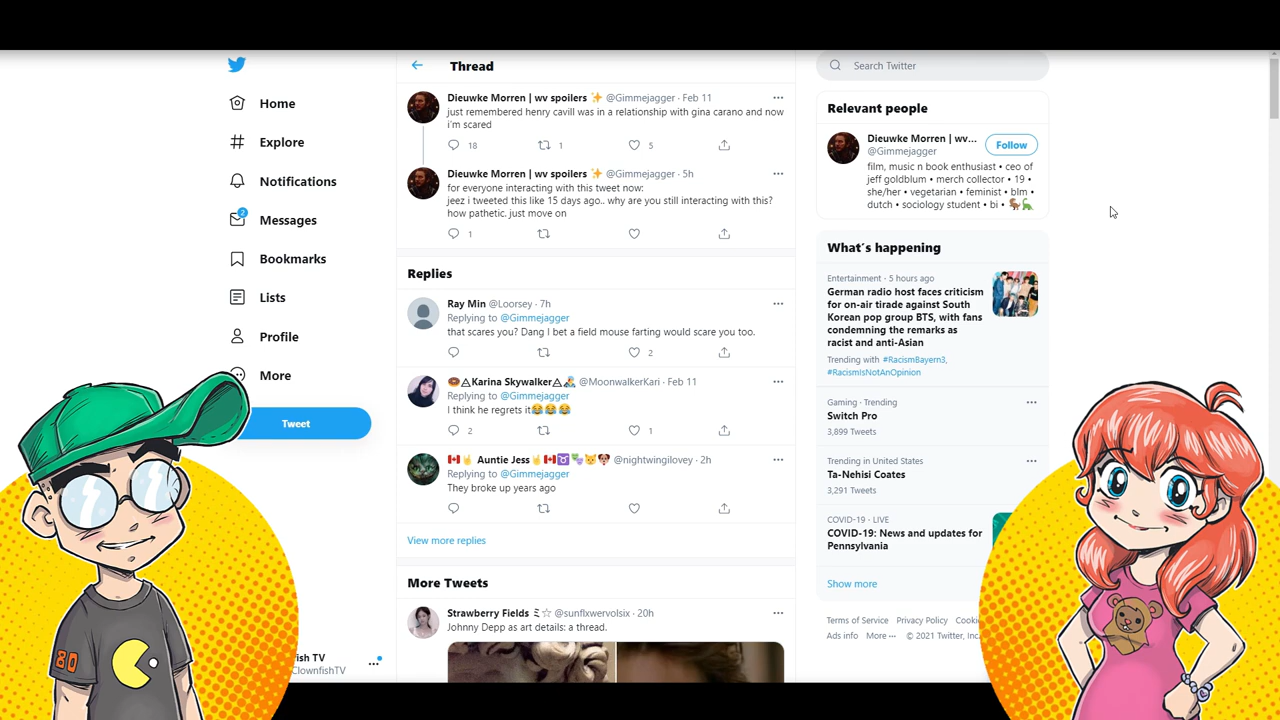 Home
Explore
Notifications
2
Messages
Bookmarks
Lists
Profile
More
Tweet
fish TV
ClownfishTV
80
Thread
Dieuwke Morren | wv spoilers ✨ @Gimmejagger · Feb 11
just remembered henry cavill was in a relationship with gina carano and now
i'm scared
18 1 5
Dieuwke Morren | wv spoilers ✨ @Gimmejagger · 5h
for everyone interacting with this tweet now:
jeez i tweeted this like 15 days ago.. why are you still interacting with this?
how pathetic. just move on
1
Replies
Ray Min @Loorsey · 7h
Replying to @Gimmejagger
that scares you? Dang I bet a field mouse farting would scare you too.
2
🍩△Karina Skywalker△ @MoonwalkerKari · Feb 11
Replying to @Gimmejagger
I think he regrets it😂😂😂
2 1
🇨🇦🤘 Auntie Jess🤘🇨🇦♈🎭🐱🐶 @nightwingilovey · 2h
Replying to @Gimmejagger
They broke up years ago
View more replies
More Tweets
Strawberry Fields ミ☆ @sunflxwervolsix · 20h
Johnny Depp as art details: a thread.
Search Twitter
Relevant people
Dieuwke Morren | wv...
@Gimmejagger
Follow
film, music n book enthusiast • ceo of
jeff goldblum • merch collector • 19 •
she/her • vegetarian • feminist • blm •
dutch • sociology student • bi • 🦖🦕
What's happening
Entertainment · 5 hours ago
German radio host faces criticism
for on-air tirade against South
Korean pop group BTS, with fans
condemning the remarks as
racist and anti-Asian
Trending with #RacismBayern3,
#RacismIsNotAnOpinion
Gaming · Trending
Switch Pro
3,899 Tweets
Trending in United States
Ta-Nehisi Coates
3,291 Tweets
COVID-19 · LIVE
COVID-19: News and updates for
Pennsylvania
Show more
Terms of Service Privacy Policy Cookie
Ads info More ··· © 2021 Twitter, Inc.